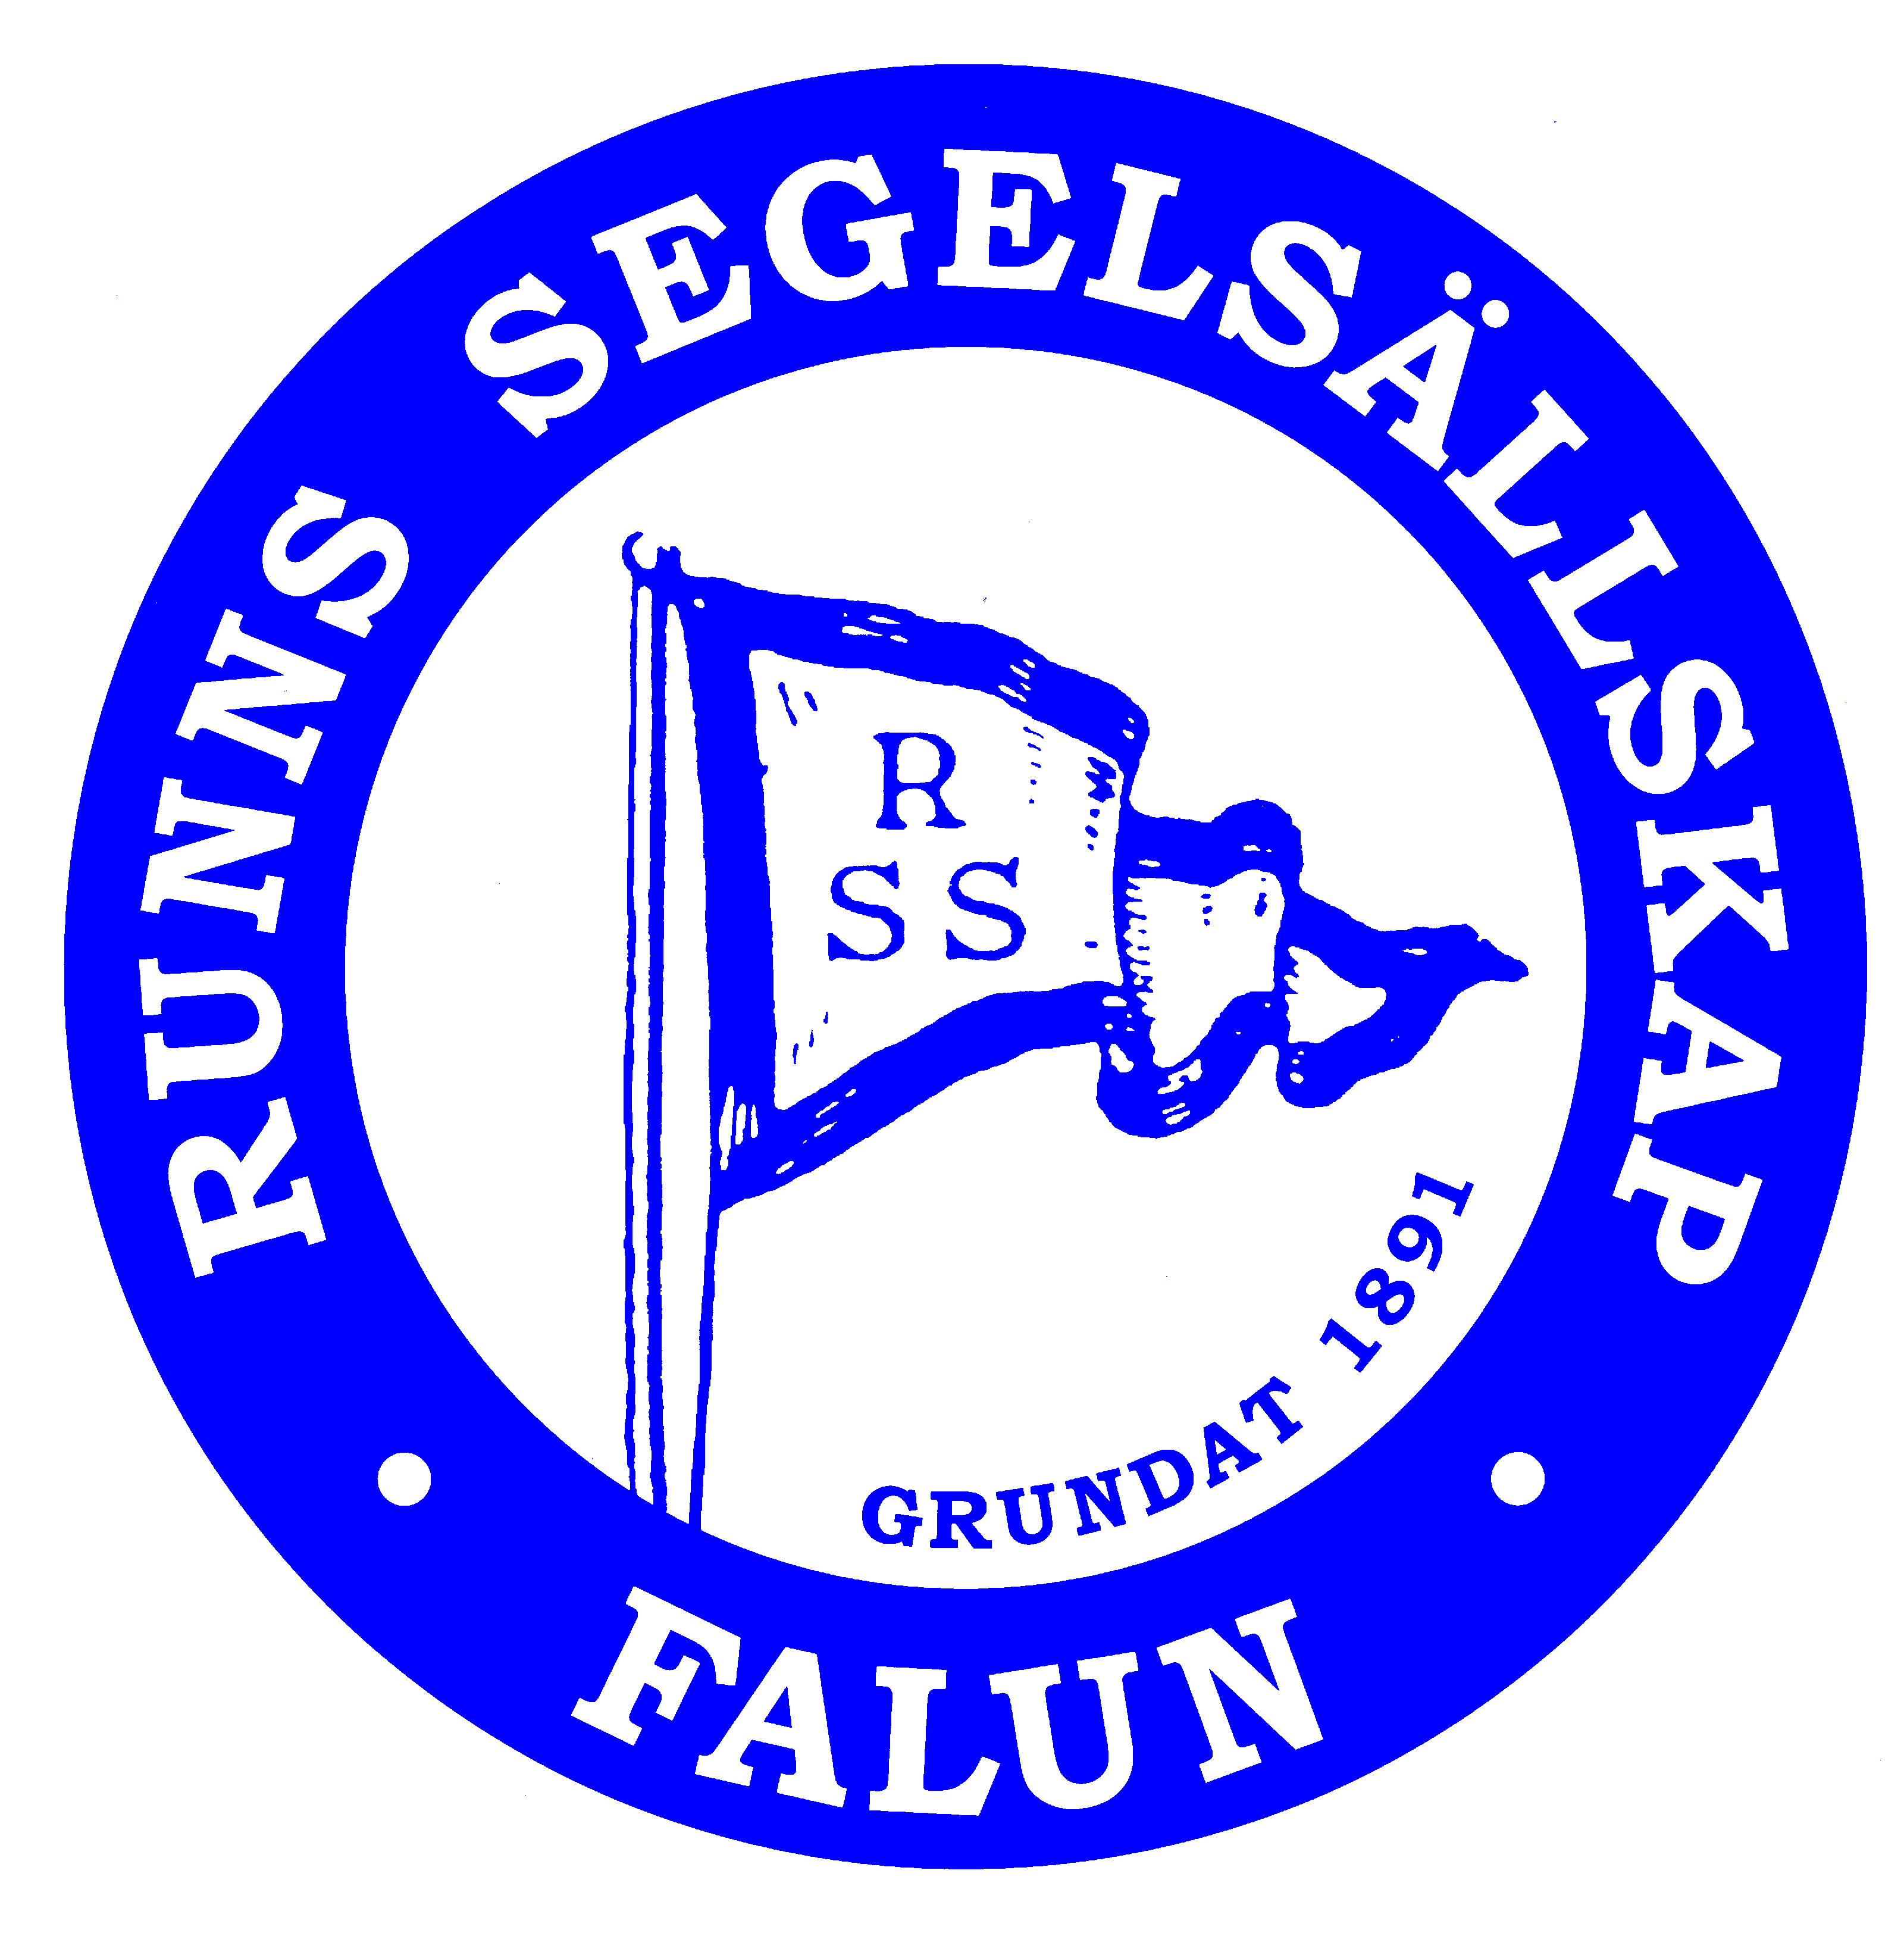 RUNNS SEGELSÄLLSKAP
R
SS
GRUNDAT 1891
• FALUN •